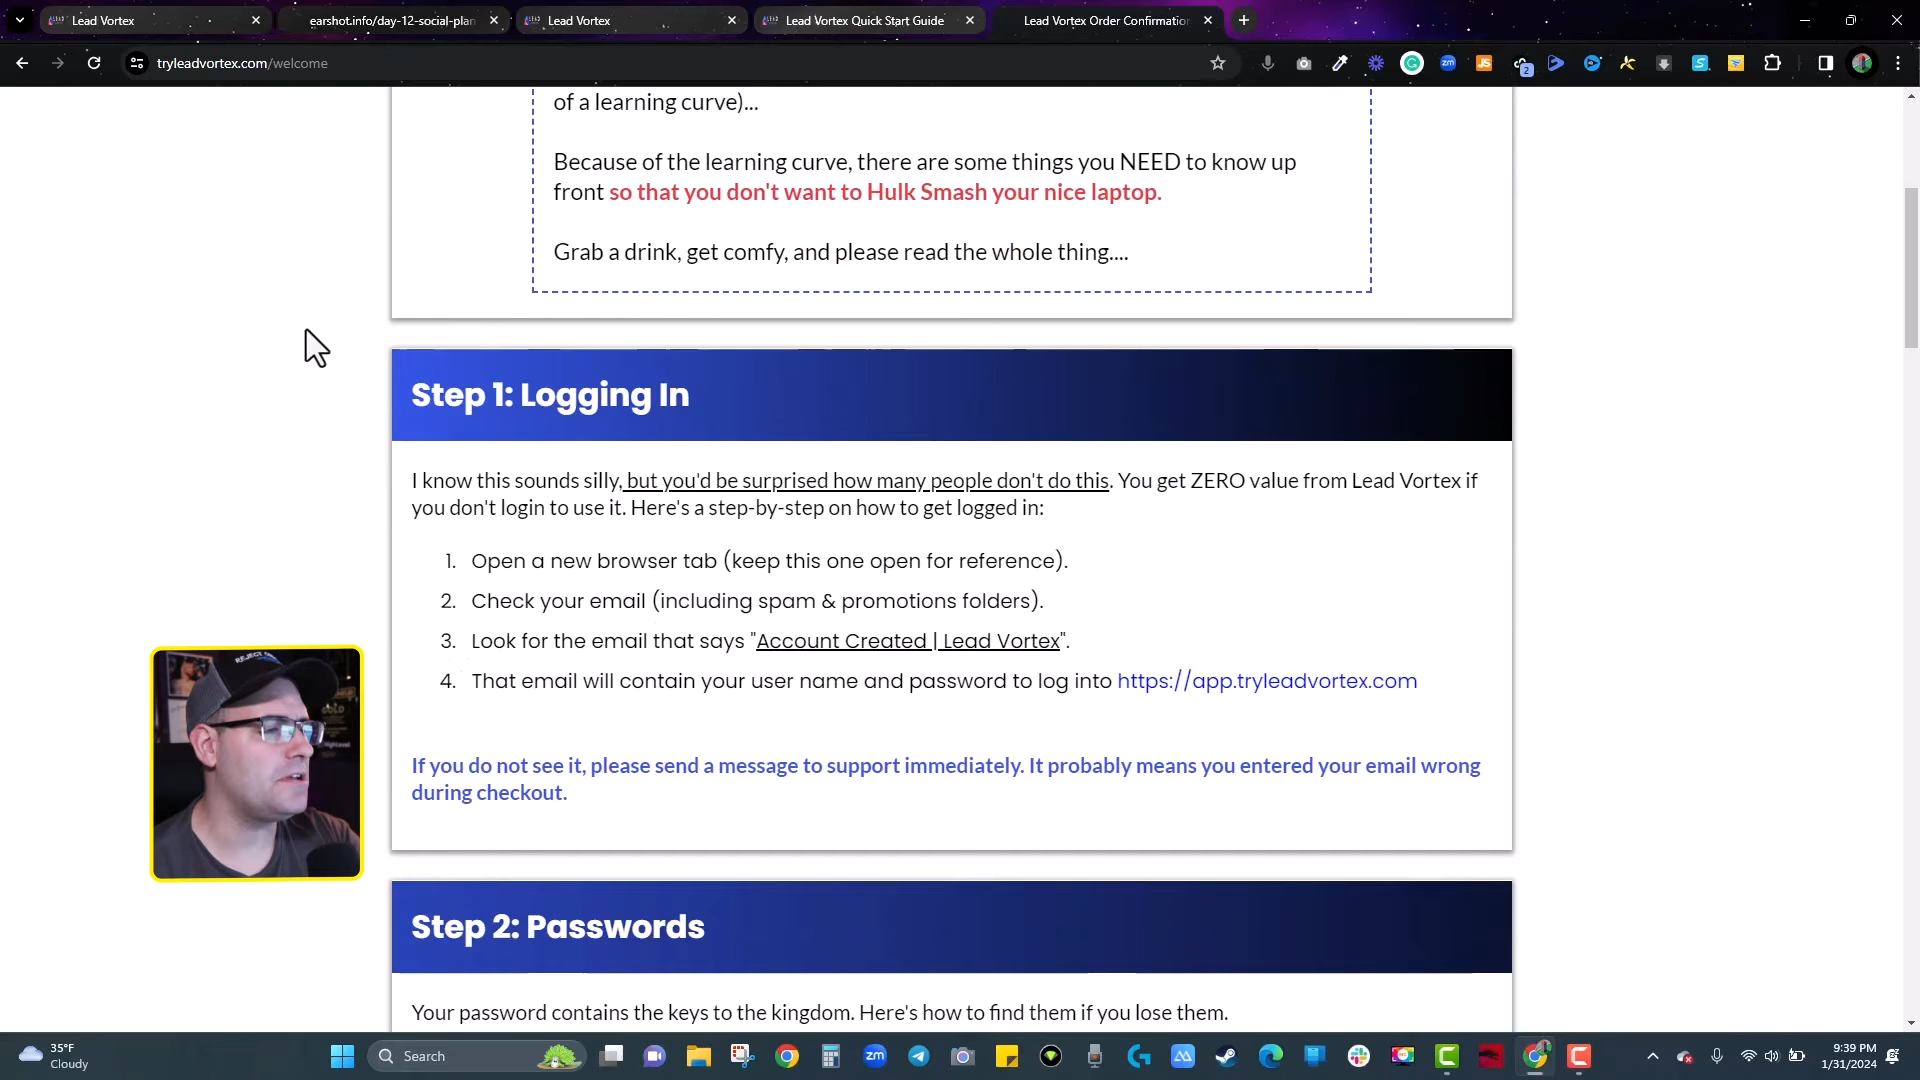 Lead Vortex
earshot.info/day-12-social-plan
Lead Vortex
Lead Vortex Quick Start Guide
Lead Vortex Order Confirmation
tryleadvortex.com/welcome
of a learning curve)...
Because of the learning curve, there are some things you NEED to know up
front so that you don't want to Hulk Smash your nice laptop.
Grab a drink, get comfy, and please read the whole thing....
Step 1: Logging In
I know this sounds silly, but you'd be surprised how many people don't do this. You get ZERO value from Lead Vortex if
you don't login to use it. Here's a step-by-step on how to get logged in:
1. Open a new browser tab (keep this one open for reference).
2. Check your email (including spam & promotions folders).
3. Look for the email that says "Account Created | Lead Vortex".
4. That email will contain your user name and password to log into https://app.tryleadvortex.com
If you do not see it, please send a message to support immediately. It probably means you entered your email wrong
during checkout.
Step 2: Passwords
Your password contains the keys to the kingdom. Here's how to find them if you lose them.
35°F
Cloudy
Search
9:39 PM
1/31/2024